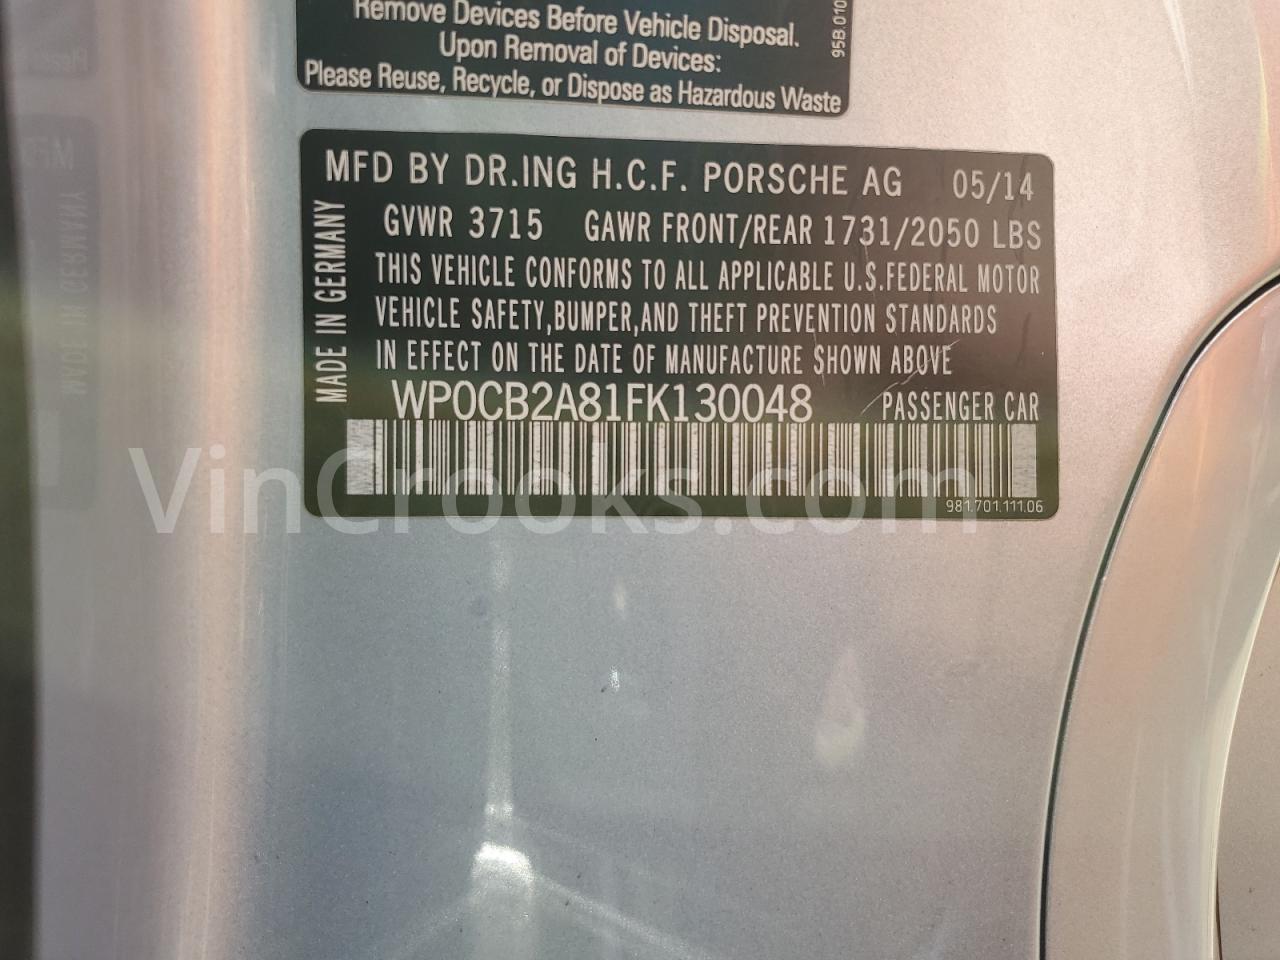 Remove Devices Before Vehicle Disposal.
Upon Removal of Devices:
Please Reuse, Recycle, or Dispose as Hazardous Waste
95B.010
MFD BY DR.ING H.C.F. PORSCHE AG 05/14
GVWR 3715 GAWR FRONT/REAR 1731/2050 LBS
THIS VEHICLE CONFORMS TO ALL APPLICABLE U.S.FEDERAL MOTOR
VEHICLE SAFETY,BUMPER,AND THEFT PREVENTION STANDARDS
IN EFFECT ON THE DATE OF MANUFACTURE SHOWN ABOVE
WP0CB2A81FK130048 PASSENGER CAR
MADE IN GERMANY
981.701.111.06
VinCrooks.com